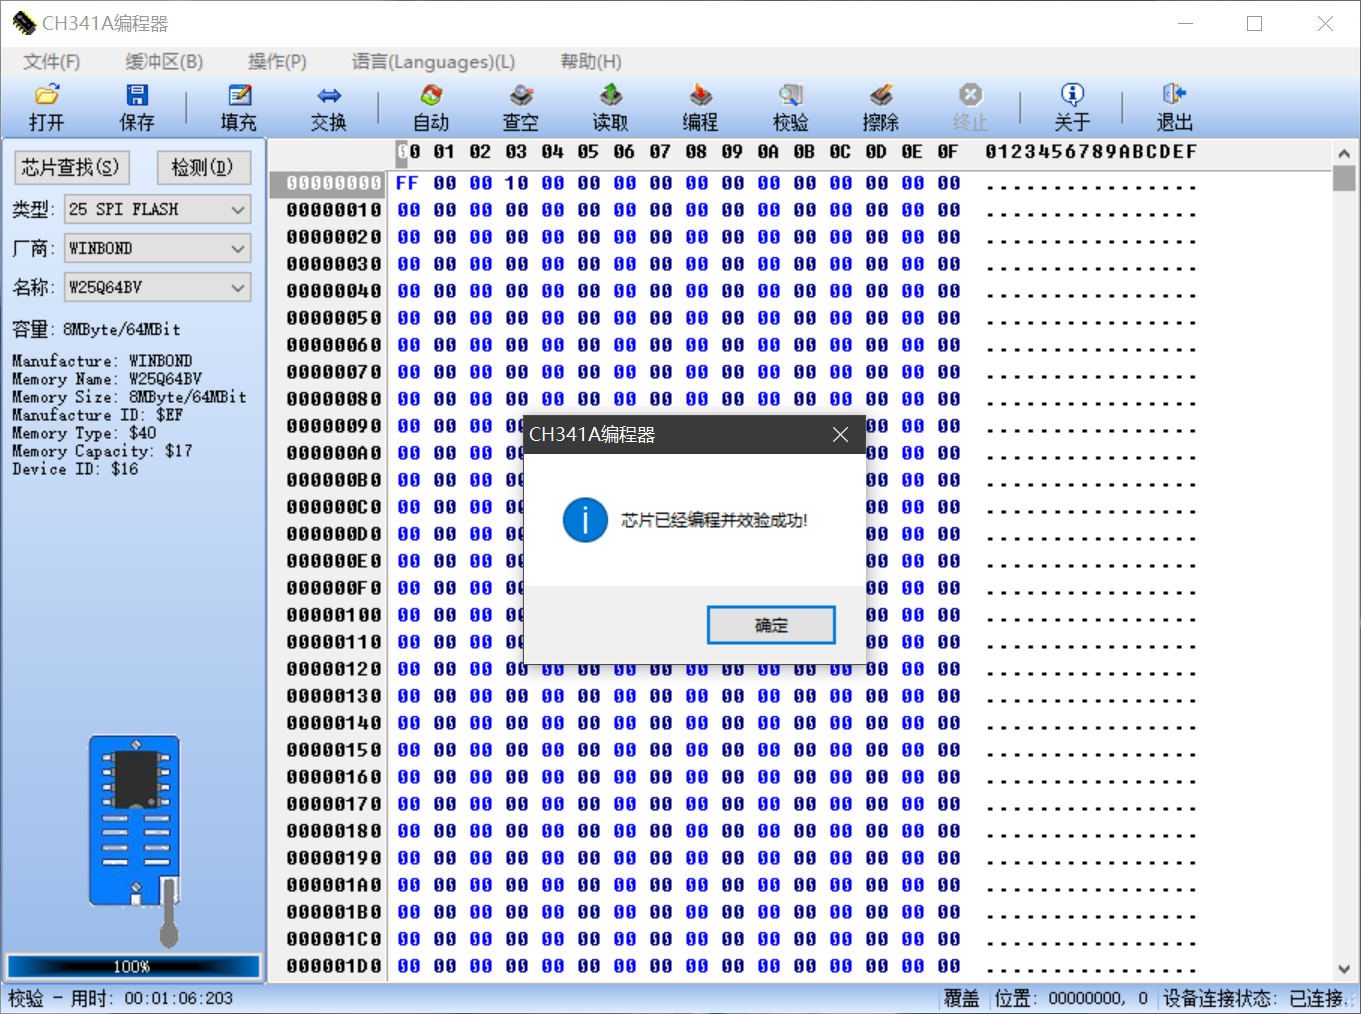 CH341A编程器
文件(F) 缓冲区(B) 操作(P) 语言(Languages)(L) 帮助(H)
打开 保存 填充 交换 自动 查空 读取 编程 校验 擦除 终止 关于 退出
芯片查找(S) 检测(D)
类型: 25 SPI FLASH
厂商: WINBOND
名称: W25Q64BV
容量: 8MByte/64MBit
Manufacture: WINBOND
Memory Name: W25Q64BV
Memory Size: 8MByte/64MBit
Manufacture ID: $EF
Memory Type: $40
Memory Capacity: $17
Device ID: $16
100%
0 01 02 03 04 05 06 07 08 09 0A 0B 0C 0D 0E 0F 0123456789ABCDEF
00000000 FF 00 00 10 00 00 00 00 00 00 00 00 00 00 00 00 ................
00000010 00 00 00 00 00 00 00 00 00 00 00 00 00 00 00 00 ................
00000020 00 00 00 00 00 00 00 00 00 00 00 00 00 00 00 00 ................
00000030 00 00 00 00 00 00 00 00 00 00 00 00 00 00 00 00 ................
00000040 00 00 00 00 00 00 00 00 00 00 00 00 00 00 00 00 ................
00000050 00 00 00 00 00 00 00 00 00 00 00 00 00 00 00 00 ................
00000060 00 00 00 00 00 00 00 00 00 00 00 00 00 00 00 00 ................
00000070 00 00 00 00 00 00 00 00 00 00 00 00 00 00 00 00 ................
00000080 00 00 00 00 00 00 00 00 00 00 00 00 00 00 00 00 ................
00000090 00 00 00 00 00 00 ................
000000A0 00 00 00 00 00 00 ................
000000B0 00 00 00 00 00 00 ................
000000C0 00 00 00 00 00 00 ................
000000D0 00 00 00 00 00 00 ................
000000E0 00 00 00 00 00 00 ................
000000F0 00 00 00 00 00 00 ................
00000100 00 00 00 00 00 00 ................
00000110 00 00 00 00 00 00 ................
00000120 00 00 00 00 00 00 00 00 00 00 00 00 00 00 00 00 ................
00000130 00 00 00 00 00 00 00 00 00 00 00 00 00 00 00 00 ................
00000140 00 00 00 00 00 00 00 00 00 00 00 00 00 00 00 00 ................
00000150 00 00 00 00 00 00 00 00 00 00 00 00 00 00 00 00 ................
00000160 00 00 00 00 00 00 00 00 00 00 00 00 00 00 00 00 ................
00000170 00 00 00 00 00 00 00 00 00 00 00 00 00 00 00 00 ................
00000180 00 00 00 00 00 00 00 00 00 00 00 00 00 00 00 00 ................
00000190 00 00 00 00 00 00 00 00 00 00 00 00 00 00 00 00 ................
000001A0 00 00 00 00 00 00 00 00 00 00 00 00 00 00 00 00 ................
000001B0 00 00 00 00 00 00 00 00 00 00 00 00 00 00 00 00 ................
000001C0 00 00 00 00 00 00 00 00 00 00 00 00 00 00 00 00 ................
000001D0 00 00 00 00 00 00 00 00 00 00 00 00 00 00 00 00 ................
CH341A编程器
芯片已经编程并效验成功!
确定
校验 - 用时: 00:01:06:203 覆盖 位置: 00000000, 0 设备连接状态: 已连接.